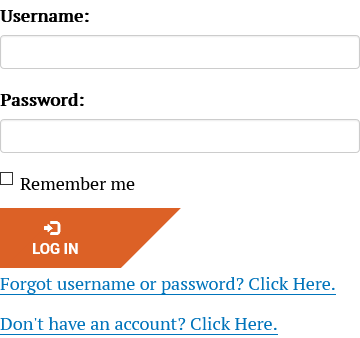 Username:
Password:
Remember me
LOG IN
Forgot username or password? Click Here.
Don't have an account? Click Here.